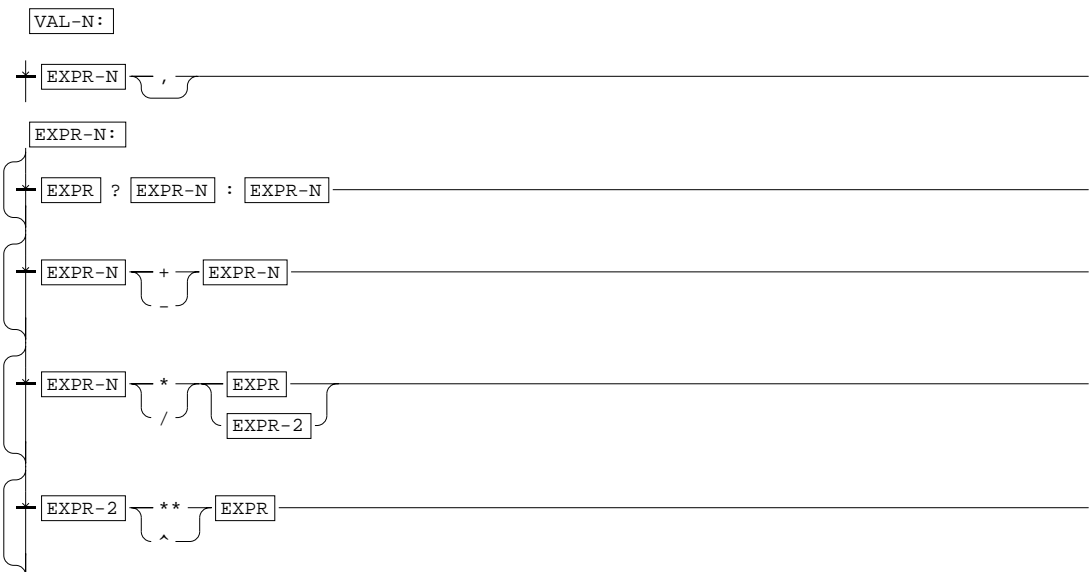 VAL-N:
EXPR-N ,
EXPR-N:
EXPR ? EXPR-N : EXPR-N
EXPR-N + EXPR-N
-
EXPR-N * EXPR
/ EXPR-2
EXPR-2 ** EXPR
^